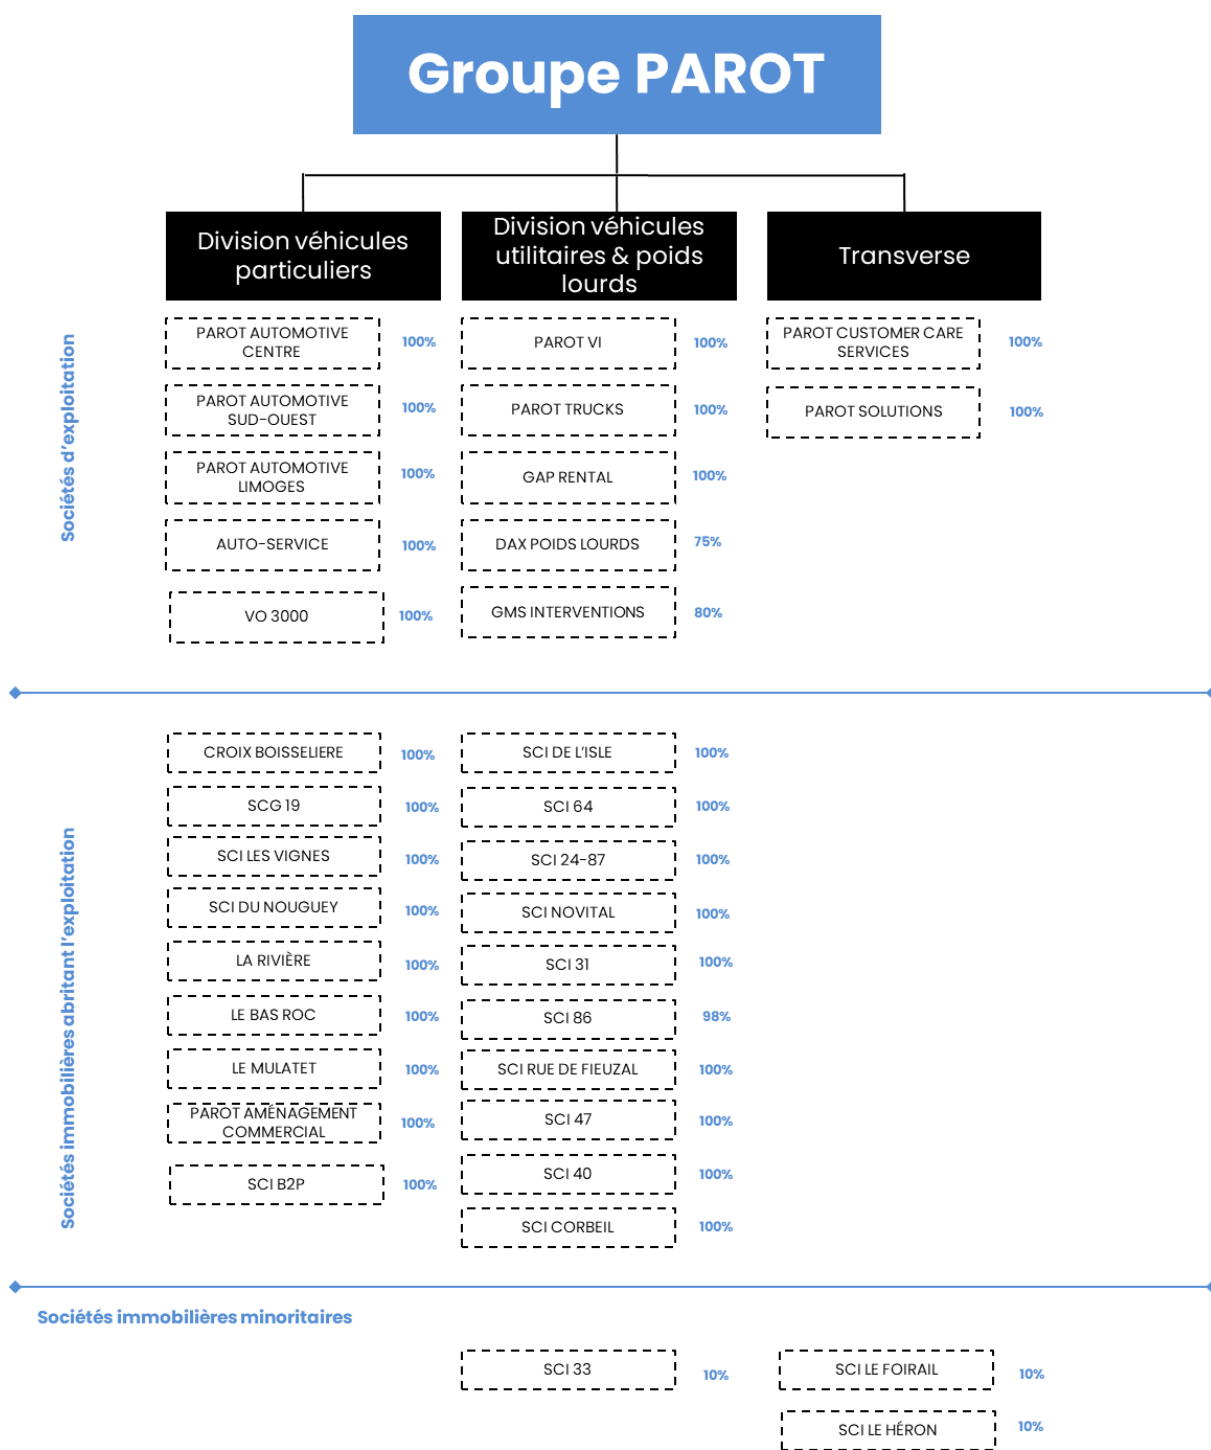 Groupe PAROT
Division véhicules
particuliers
Division véhicules
utilitaires & poids
lourds
Transverse
Sociétés d'exploitation
PAROT AUTOMOTIVE
CENTRE
100%
PAROT VI
100%
PAROT CUSTOMER CARE
SERVICES
100%
PAROT AUTOMOTIVE
SUD-OUEST
100%
PAROT TRUCKS
100%
PAROT SOLUTIONS
100%
PAROT AUTOMOTIVE
LIMOGES
100%
GAP RENTAL
100%
AUTO-SERVICE
100%
DAX POIDS LOURDS
75%
VO 3000
100%
GMS INTERVENTIONS
80%
Sociétés immobilières abritant l'exploitation
CROIX BOISSELIERE
100%
SCI DE L'ISLE
100%
SCG 19
100%
SCI 64
100%
SCI LES VIGNES
100%
SCI 24-87
100%
SCI DU NOUGUEY
100%
SCI NOVITAL
100%
LA RIVIÈRE
100%
SCI 31
100%
LE BAS ROC
100%
SCI 86
98%
LE MULATET
100%
SCI RUE DE FIEUZAL
100%
PAROT AMÉNAGEMENT
COMMERCIAL
100%
SCI 47
100%
SCI B2P
100%
SCI 40
100%
SCI CORBEIL
100%
Sociétés immobilières minoritaires
SCI 33
10%
SCI LE FOIRAIL
10%
SCI LE HÉRON
10%